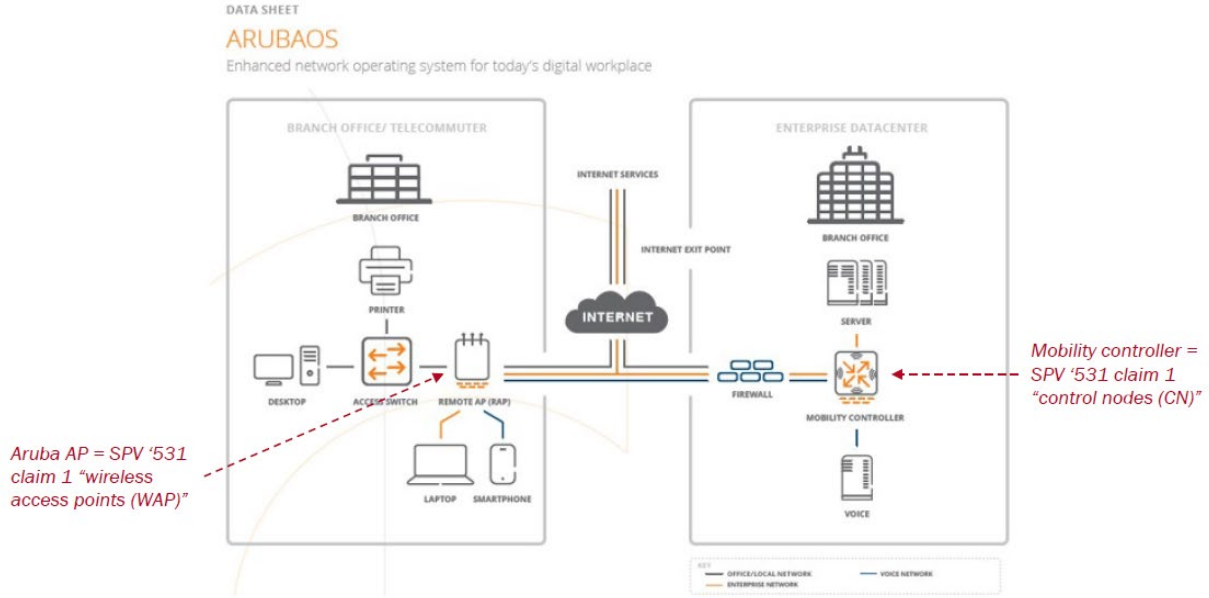 DATA SHEET
ARUBAOS
Enhanced network operating system for today's digital workplace
BRANCH OFFICE/ TELECOMMUTER
BRANCH OFFICE
PRINTER
DESKTOP
ACCESS SWITCH
REMOTE AP (RAP)
LAPTOP
SMARTPHONE
Aruba AP = SPV ‘531
claim 1 “wireless
access points (WAP)”
INTERNET SERVICES
INTERNET EXIT POINT
INTERNET
ENTERPRISE DATACENTER
BRANCH OFFICE
SERVER
FIREWALL
MOBILITY CONTROLLER
VOICE
Mobility controller =
SPV ‘531 claim 1
“control nodes (CN)”
KEY
OFFICE/LOCAL NETWORK
VOICE NETWORK
ENTERPRISE NETWORK